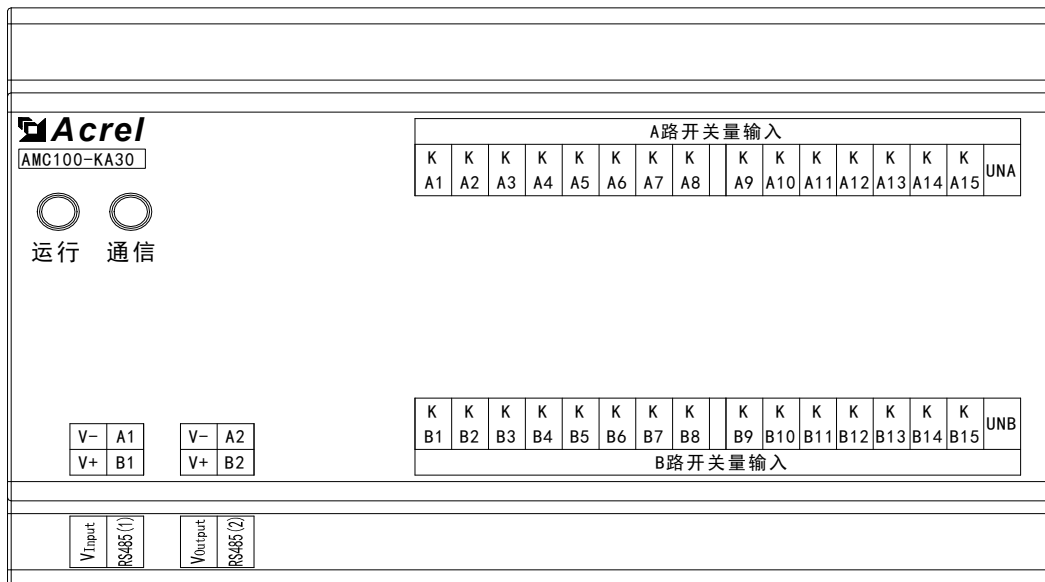 Acrel
AMC100-KA30
运行 通信
A路开关量输入
K K K K K K K K K K K K K K K UNA
A1 A2 A3 A4 A5 A6 A7 A8 A9 A10 A11 A12 A13 A14 A15
K K K K K K K K K K K K K K K UNB
B1 B2 B3 B4 B5 B6 B7 B8 B9 B10 B11 B12 B13 B14 B15
B路开关量输入
V- A1 V- A2
V+ B1 V+ B2
VInput RS485(1) VOutput RS485(2)